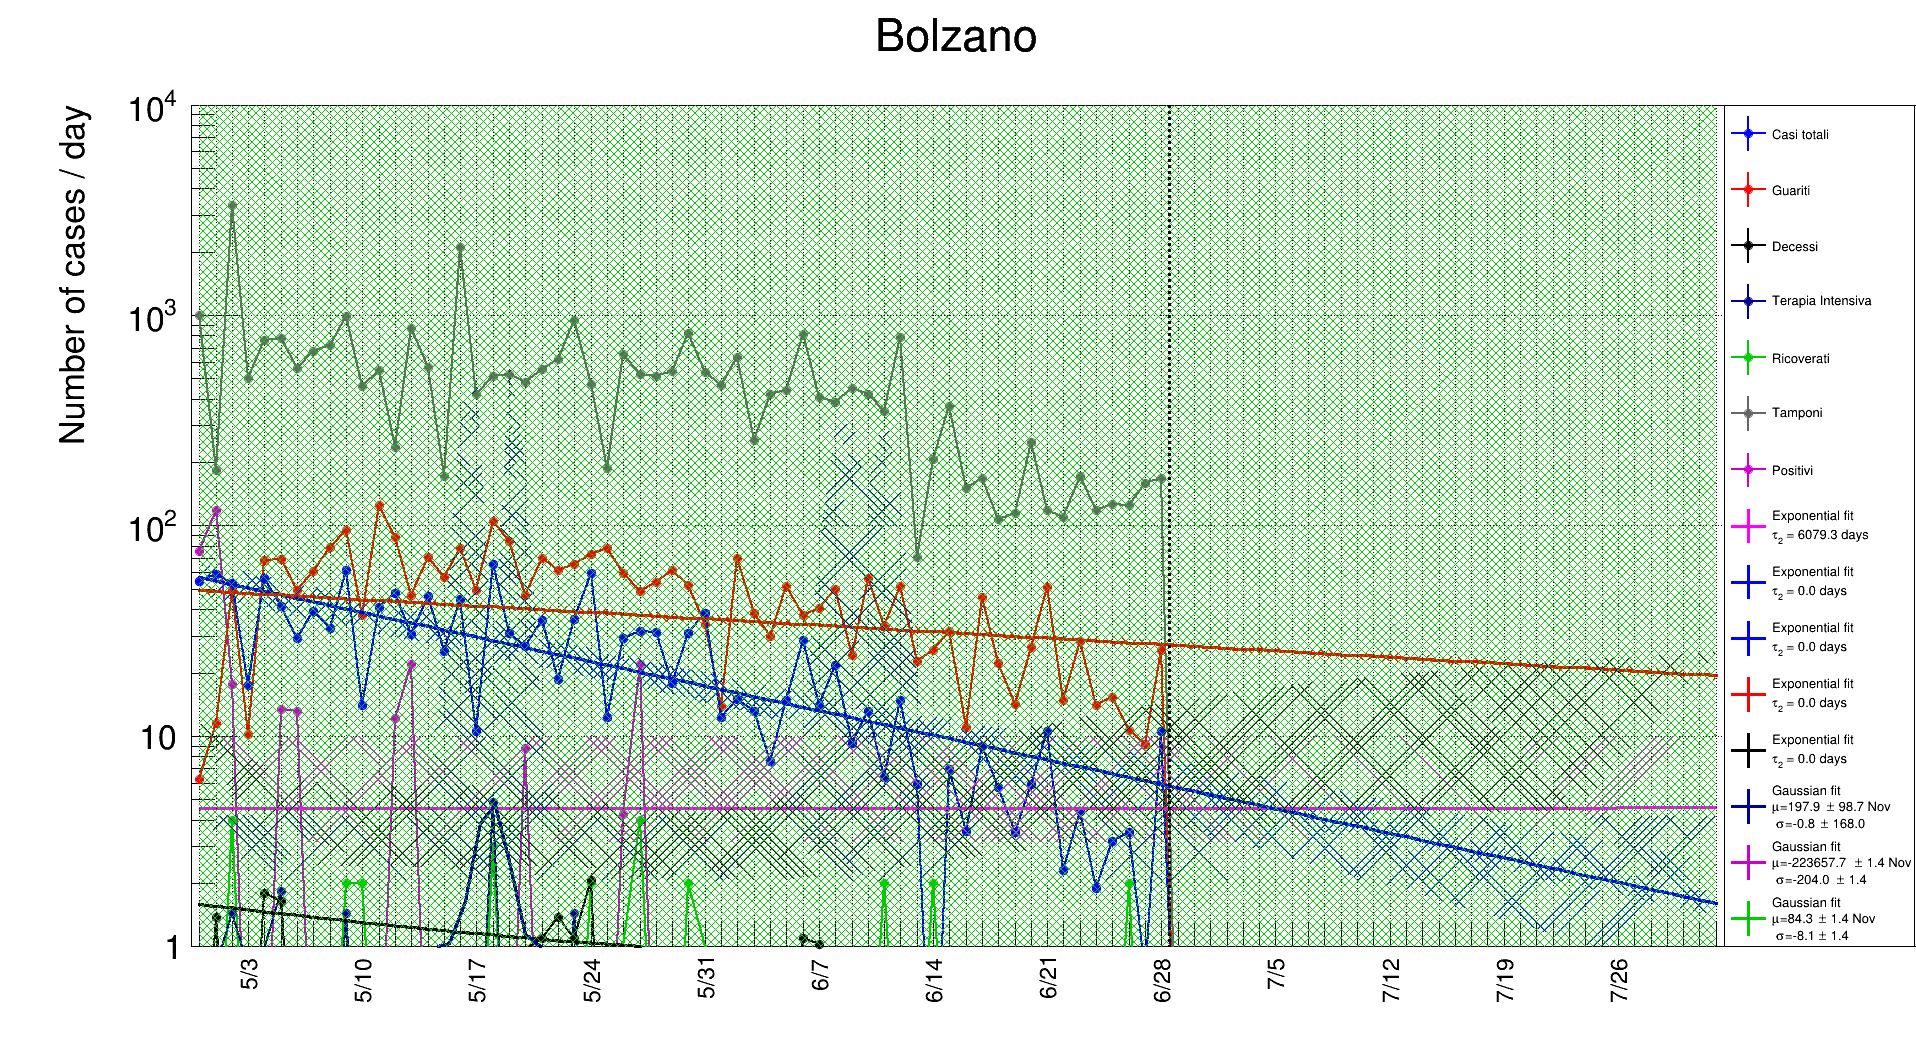 Bolzano
Number of cases / day
10⁴
10³
10²
10
1
5/3
5/10
5/17
5/24
5/31
6/7
6/14
6/21
6/28
7/5
7/12
7/19
7/26
Casi totali
Guariti
Decessi
Terapia Intensiva
Ricoverati
Tamponi
Positivi
Exponential fit
τ₂ = 6079.3 days
Exponential fit
τ₂ = 0.0 days
Exponential fit
τ₂ = 0.0 days
Exponential fit
τ₂ = 0.0 days
Exponential fit
τ₂ = 0.0 days
Gaussian fit
μ=197.9 ± 98.7 Nov
σ=-0.8 ± 168.0
Gaussian fit
μ=-223657.7 ± 1.4 Nov
σ=-204.0 ± 1.4
Gaussian fit
μ=84.3 ± 1.4 Nov
σ=-8.1 ± 1.4